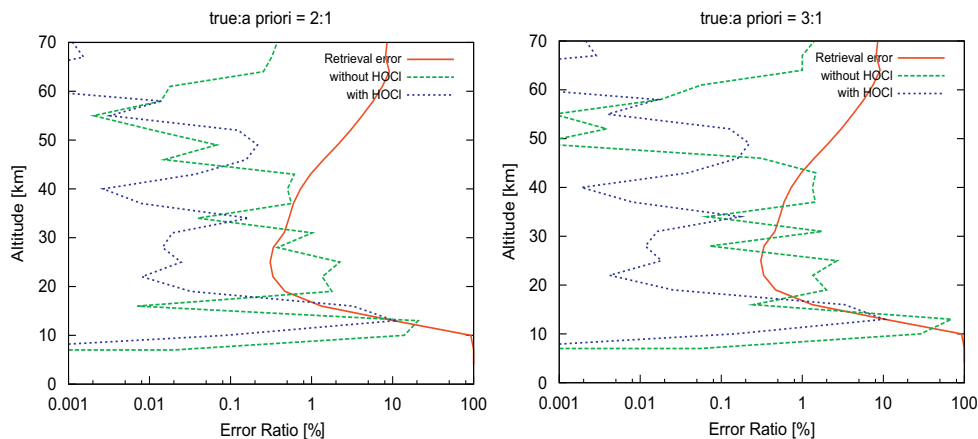 true:a priori = 2:1
70
60
50
40
30
20
10
0
Altitude [km]
Retrieval error
without HOCl
with HOCl
0.001 0.01 0.1 1 10 100
Error Ratio [%]
true:a priori = 3:1
70
60
50
40
30
20
10
0
Altitude [km]
Retrieval error
without HOCl
with HOCl
0.001 0.01 0.1 1 10 100
Error Ratio [%]